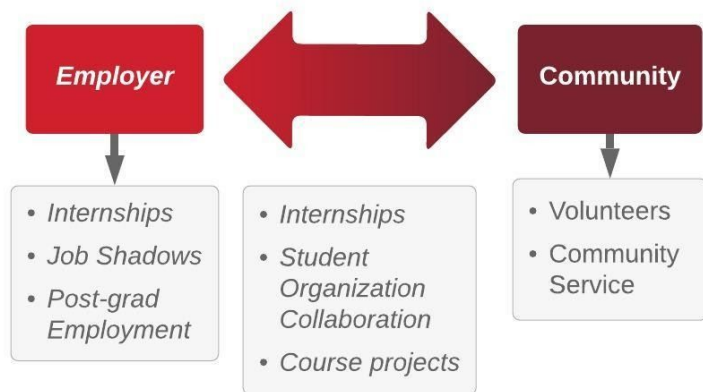 Employer
Community
• Internships
• Job Shadows
• Post-grad
Employment
• Internships
• Student
Organization
Collaboration
• Course projects
• Volunteers
• Community
Service